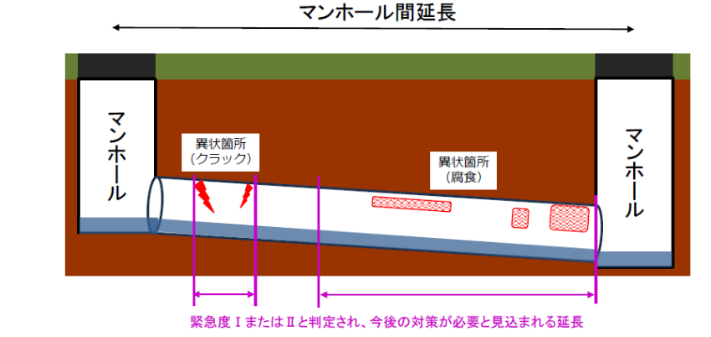 マンホール間延長
マンホール
異状箇所
（クラック）
異状箇所
（腐食）
マンホール
緊急度ⅠまたはⅡと判定され、今後の対策が必要と見込まれる延長